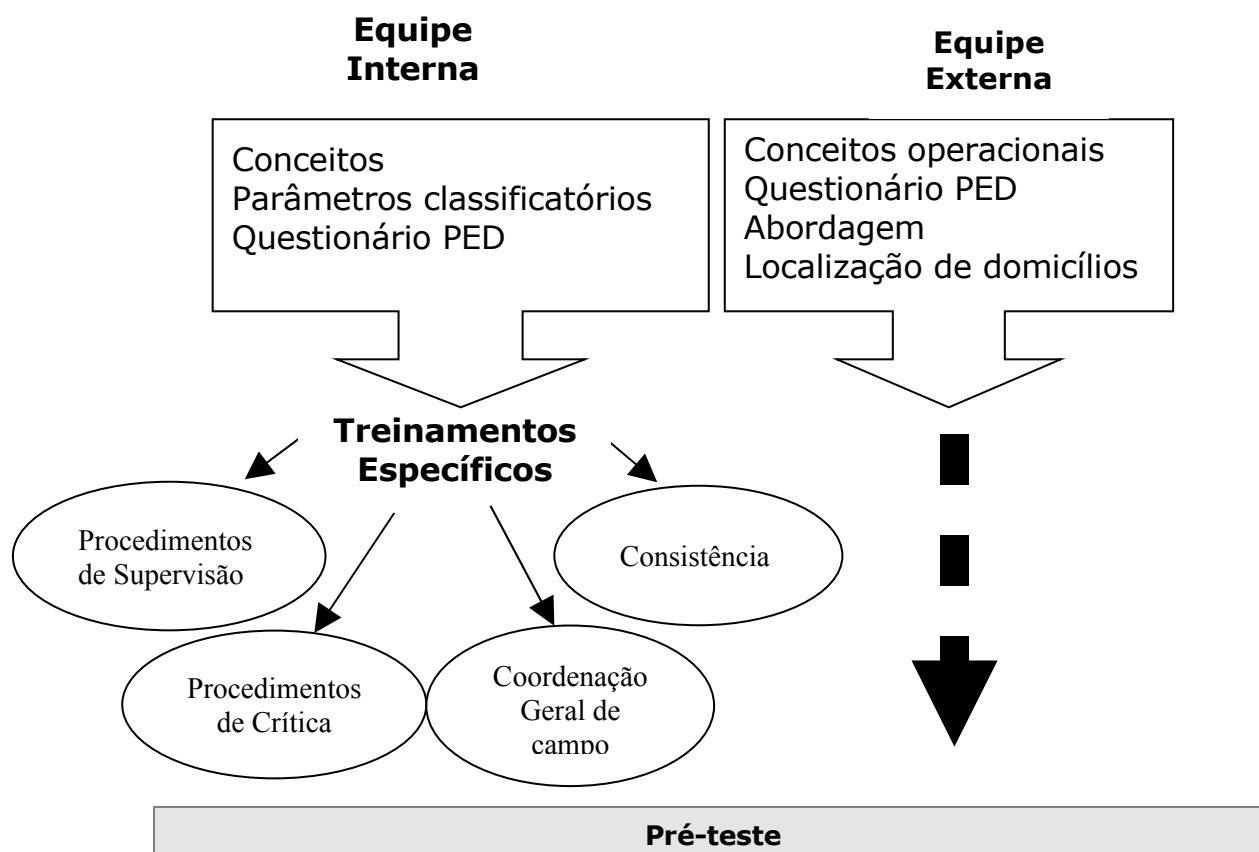 Equipe
Interna
Equipe
Externa
Conceitos
Parâmetros classificatórios
Questionário PED
Conceitos operacionais
Questionário PED
Abordagem
Localização de domicílios
Treinamentos
Específicos
Procedimentos
de Supervisão
Consistência
Procedimentos
de Crítica
Coordenação
Geral de
campo
Pré-teste